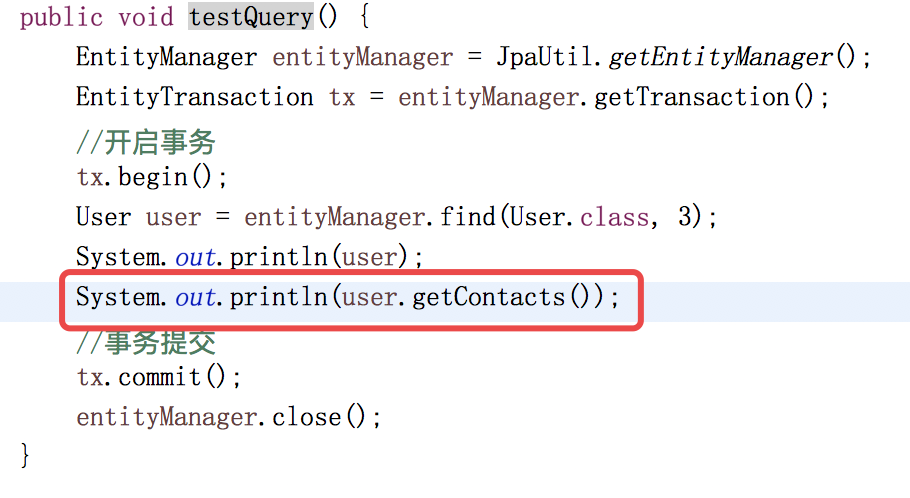 public void testQuery() {
EntityManager entityManager = JpaUtil.getEntityManager();
EntityTransaction tx = entityManager.getTransaction();
//开启事务
tx.begin();
User user = entityManager.find(User.class, 3);
System.out.println(user);
System.out.println(user.getContacts());
//事务提交
tx.commit();
entityManager.close();
}